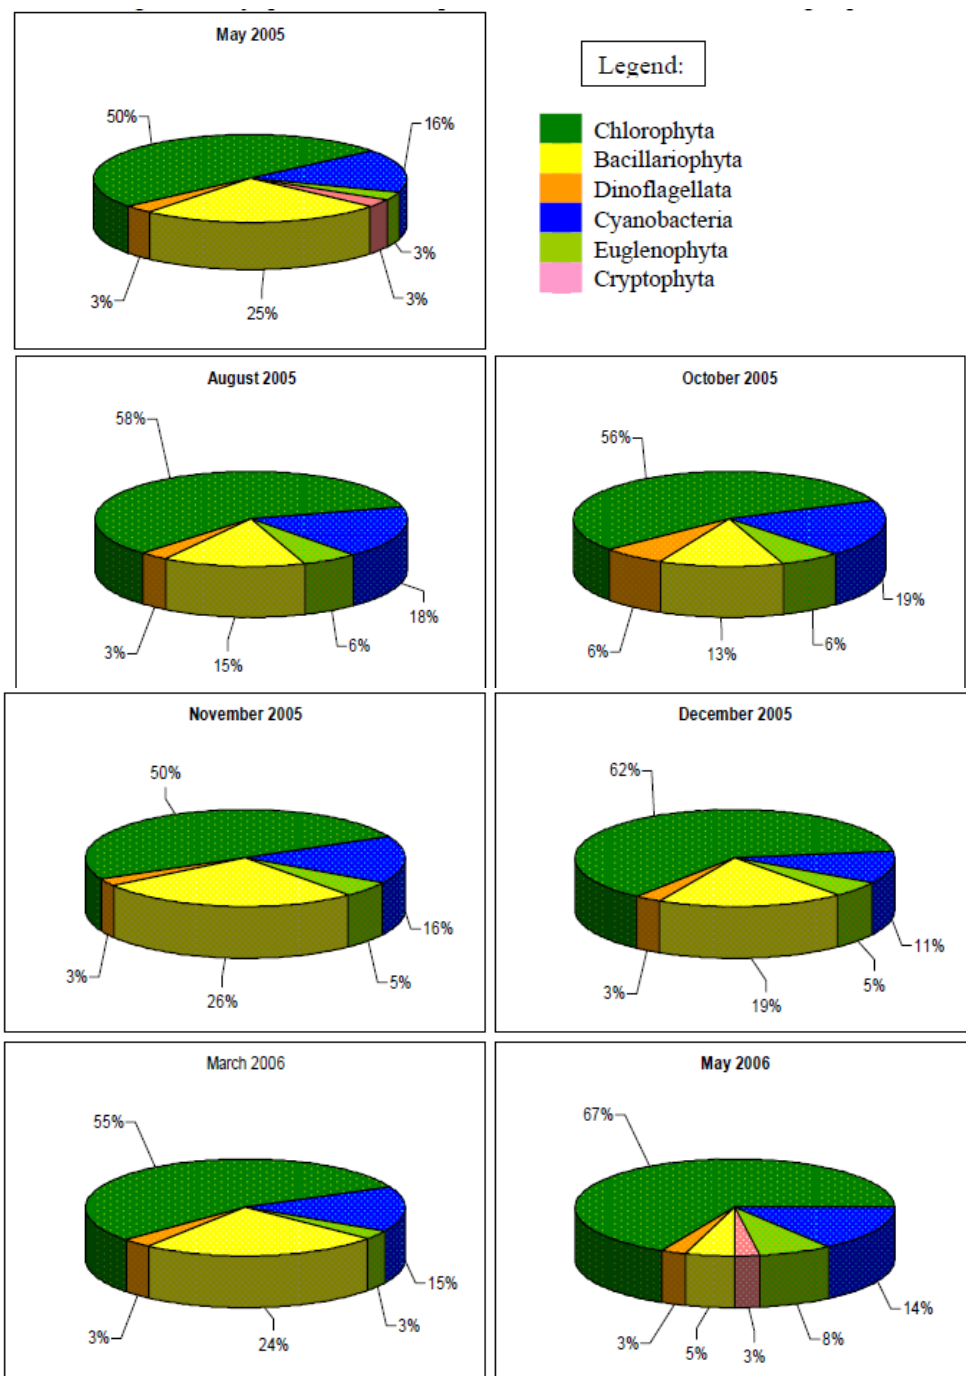 May 2005
Legend:
50%
16%
Chlorophyta
Bacillariophyta
Dinoflagellata
Cyanobacteria
Euglenophyta
Cryptophyta
3%
3%
3%
25%
August 2005
58%
18%
6%
3%
15%
October 2005
56%
19%
6%
6%
13%
November 2005
50%
16%
5%
3%
26%
December 2005
62%
11%
5%
3%
19%
March 2006
55%
15%
3%
3%
24%
May 2006
67%
14%
8%
3%
5%
3%